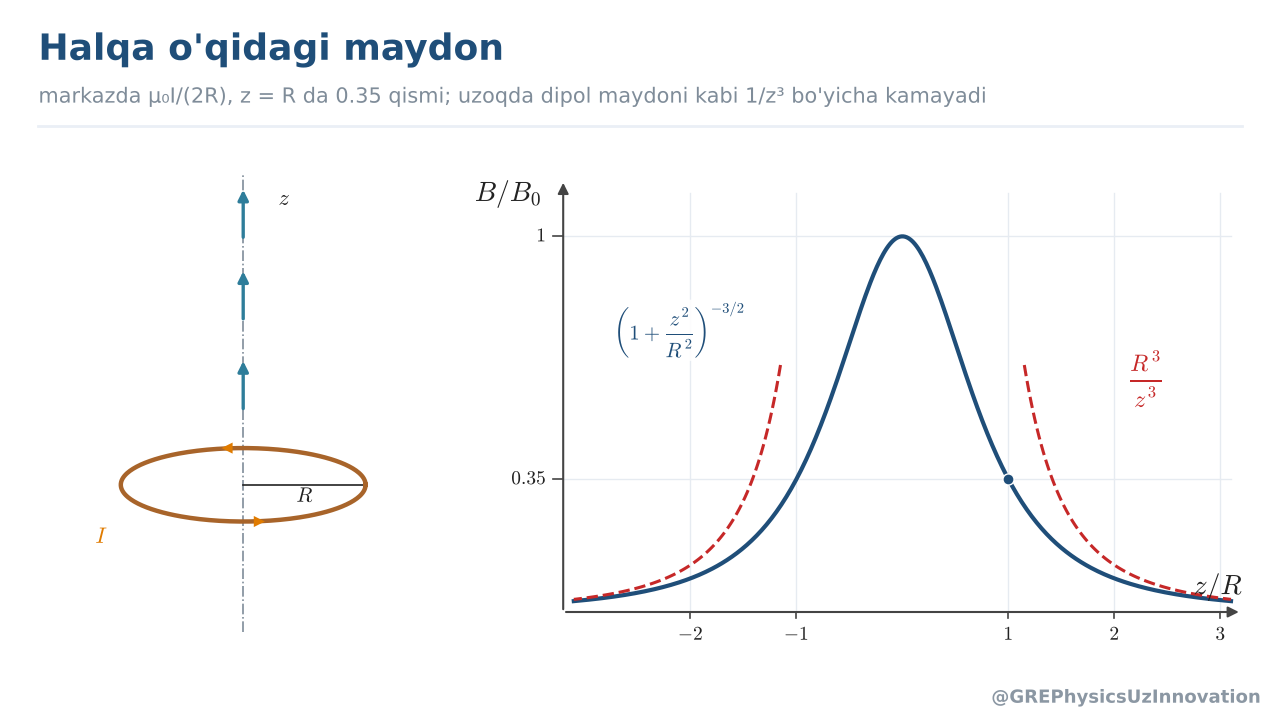 Halqa o'qidagi maydon
markazda μ₀I/(2R), z = R da 0.35 qismi; uzoqda dipol maydoni kabi 1/z³ bo'yicha kamayadi
z
R
I
B/B₀
1
0.35
(1 + z²/R²)^(−3/2)
R³/z³
z/R
−2 −1 1 2 3
@GREPhysicsUzInnovation